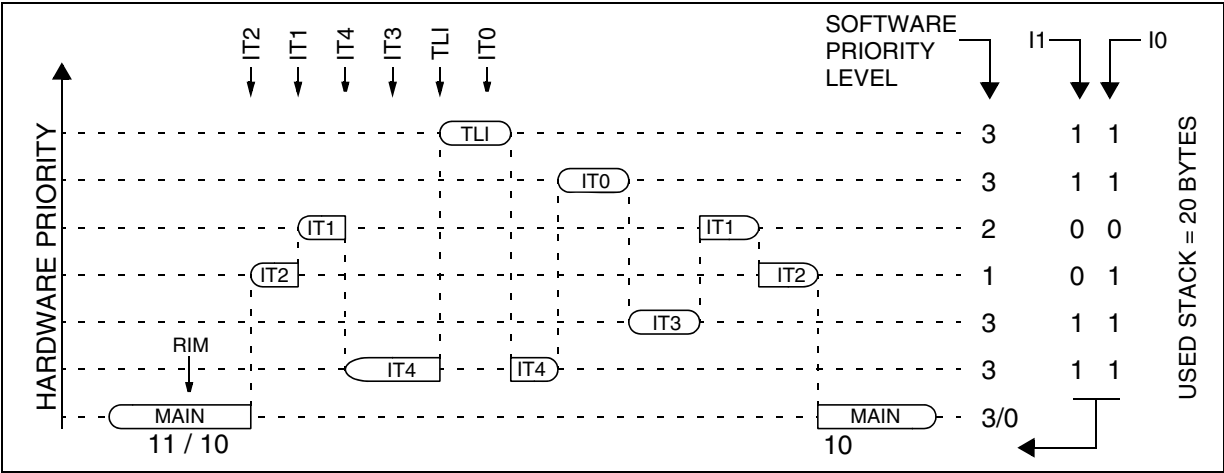 IT2
IT1
IT4
IT3
TLI
IT0
SOFTWARE
PRIORITY
LEVEL
I1
I0
HARDWARE PRIORITY
TLI
3
1 1
IT0
3
1 1
IT1
IT1
2
0 0
IT2
IT2
1
0 1
IT3
3
1 1
RIM
IT4
IT4
3
1 1
MAIN
MAIN
3/0
11 / 10
10
USED STACK = 20 BYTES